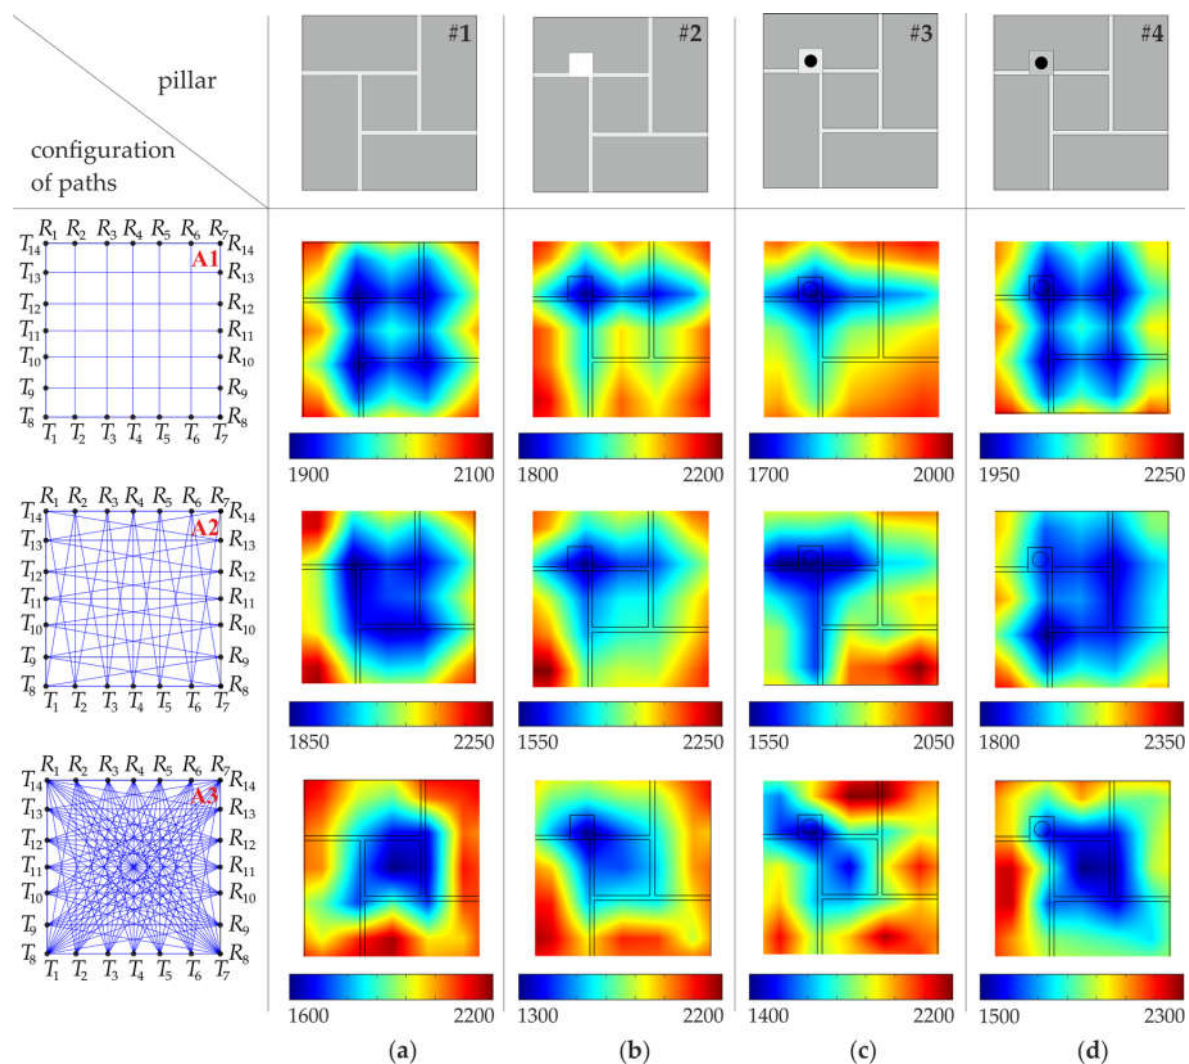 pillar
configuration
of paths
#1 #2 #3 #4
R1 R2 R3 R4 R5 R6 R7
T14 R14
A1
T13 R13
T12 R12
T11 R11
T10 R10
T9 R9
T8 R8
T1 T2 T3 T4 T5 T6 T7
1900 2100 1800 2200 1700 2000 1950 2250
R1 R2 R3 R4 R5 R6 R7
T14 R14
A2
T13 R13
T12 R12
T11 R11
T10 R10
T9 R9
T8 R8
T1 T2 T3 T4 T5 T6 T7
1850 2250 1550 2250 1550 2050 1800 2350
R1 R2 R3 R4 R5 R6 R7
T14 R14
A3
T13 R13
T12 R12
T11 R11
T10 R10
T9 R9
T8 R8
T1 T2 T3 T4 T5 T6 T7
1600 2200 1300 2200 1400 2200 1500 2300
(a) (b) (c) (d)